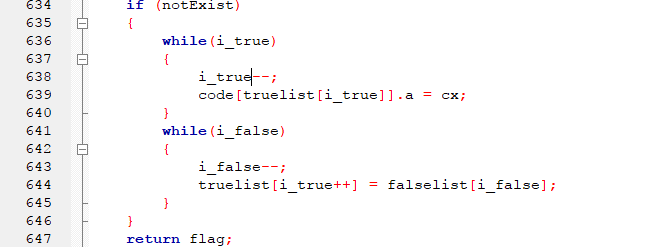 634 if (notExist)
635 {
636 while(i_true)
637 {
638 i_true--;
639 code[truelist[i_true]].a = cx;
640 }
641 while(i_false)
642 {
643 i_false--;
644 truelist[i_true++] = falselist[i_false];
645 }
646 }
647 return flag;